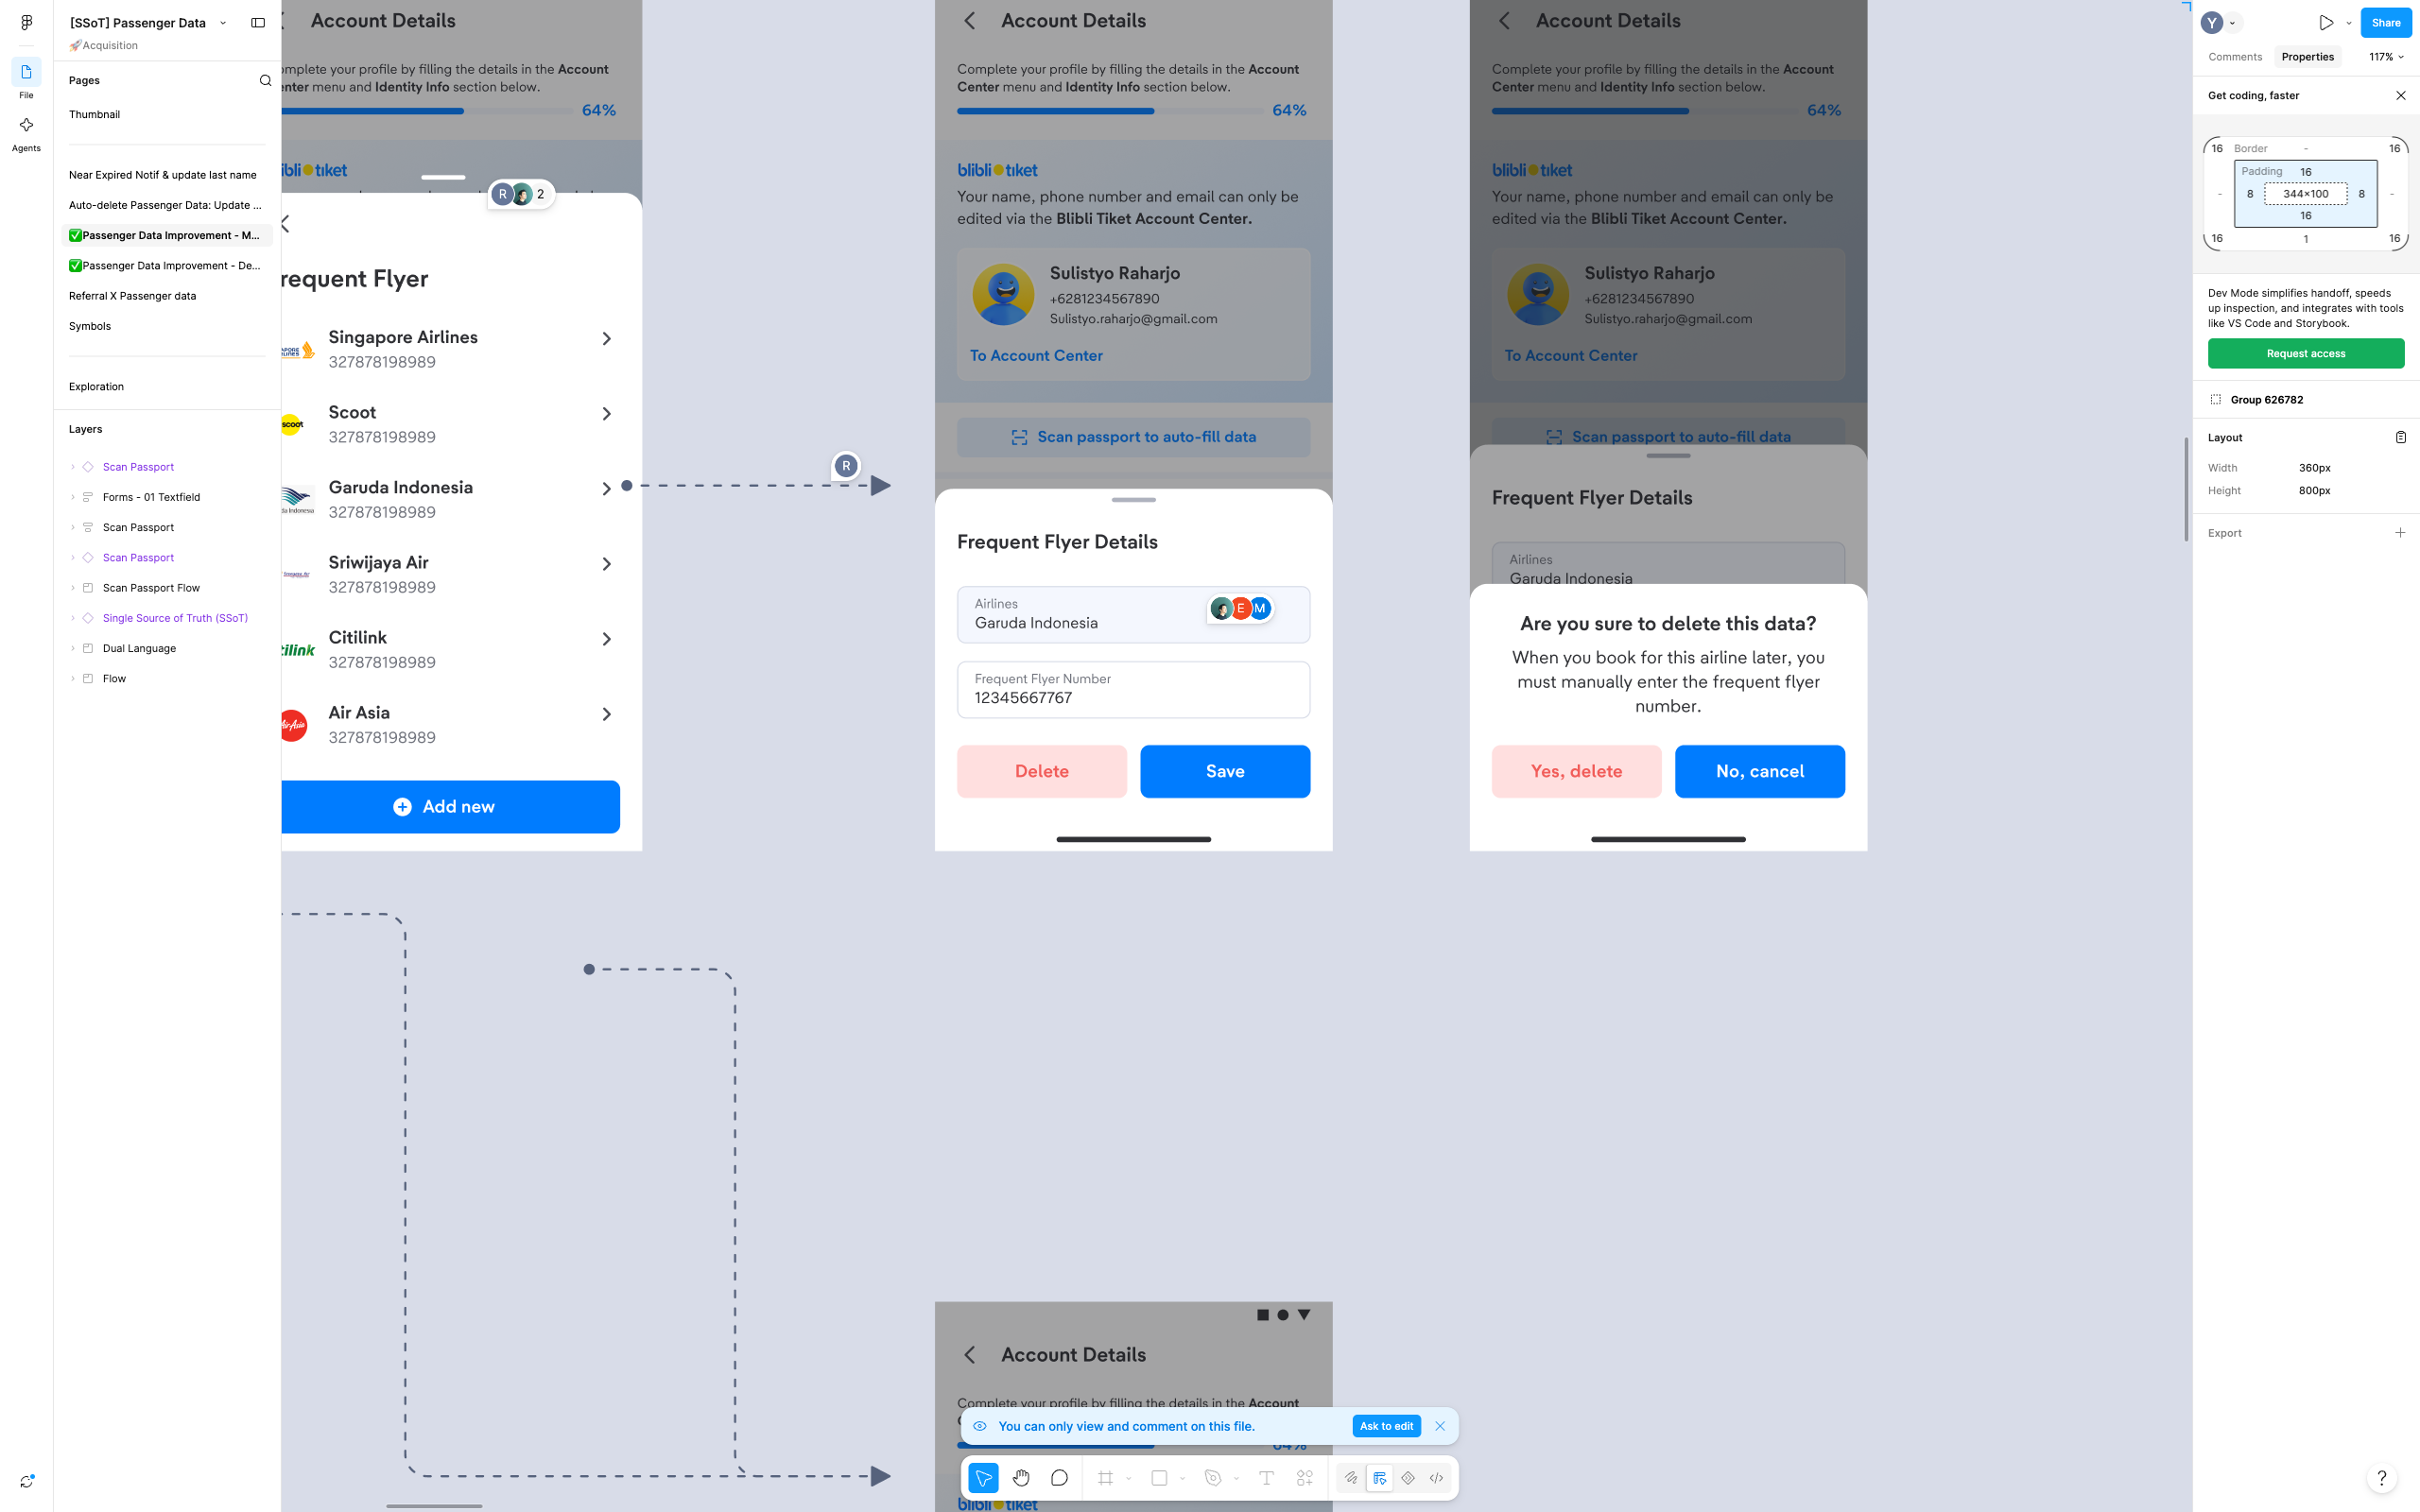 [SSoT] Passenger Data
🚀Acquisition
File
Agents
Pages
Thumbnail
Near Expired Notif & update last name
Auto-delete Passenger Data: Update ...
✅Passenger Data Improvement - M...
✅Passenger Data Improvement - De...
Referral X Passenger data
Symbols
Exploration
Layers
Scan Passport
Forms - 01 Textfield
Scan Passport
Scan Passport
Scan Passport Flow
Single Source of Truth (SSoT)
Dual Language
Flow
Account Details
mplete your profile by filling the details in the Account
nter menu and Identity Info section below.
64%
ibli tiket
R 2
requent Flyer
Singapore Airlines
327878198989
Scoot
327878198989
scoot
Garuda Indonesia
327878198989
Sriwijaya Air
327878198989
Citilink
327878198989
tilink
Air Asia
327878198989
Air Asia
Add new
R
Account Details
Complete your profile by filling the details in the Account
Center menu and Identity Info section below.
64%
blibli tiket
Your name, phone number and email can only be
edited via the Blibli Tiket Account Center.
Sulistyo Raharjo
+6281234567890
Sulistyo.raharjo@gmail.com
To Account Center
Scan passport to auto-fill data
Frequent Flyer Details
Airlines
Garuda Indonesia
E M
Frequent Flyer Number
12345667767
Delete
Save
Account Details
Complete your profile by filling the details in the Account
Center menu and Identity Info section below.
64%
blibli tiket
Your name, phone number and email can only be
edited via the Blibli Tiket Account Center.
Sulistyo Raharjo
+6281234567890
Sulistyo.raharjo@gmail.com
To Account Center
Scan passport to auto-fill data
Frequent Flyer Details
Airlines
Garuda Indonesia
Are you sure to delete this data?
When you book for this airline later, you
must manually enter the frequent flyer
number.
Yes, delete
No, cancel
Account Details
Complete your profile by filling the details in the Account
64%
blibli tiket
You can only view and comment on this file.
Ask to edit
Y
Share
Comments
Properties
117%
Get coding, faster
16 Border - 16
Padding 16
- 8 344×100 8 -
16
16 1 16
Dev Mode simplifies handoff, speeds
up inspection, and integrates with tools
like VS Code and Storybook.
Request access
Group 626782
Layout
Width 360px
Height 800px
Export
?